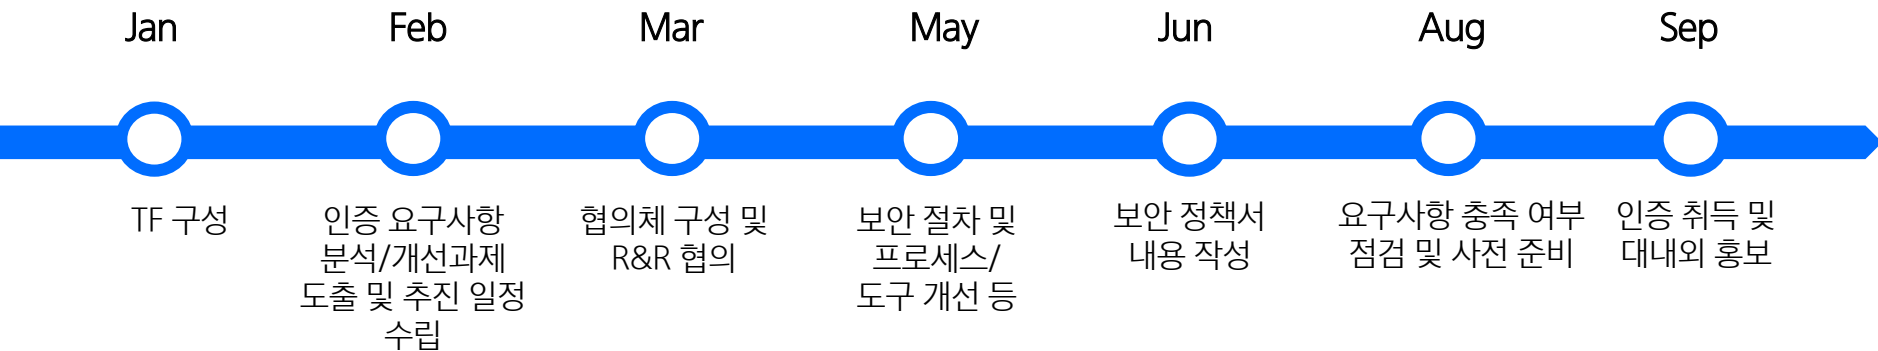 Jan
Feb
Mar
May
Jun
Aug
Sep
TF 구성
인증 요구사항
분석/개선과제
도출 및 추진 일정
수립
협의체 구성 및
R&R 협의
보안 절차 및
프로세스/
도구 개선 등
보안 정책서
내용 작성
요구사항 충족 여부
점검 및 사전 준비
인증 취득 및
대내외 홍보